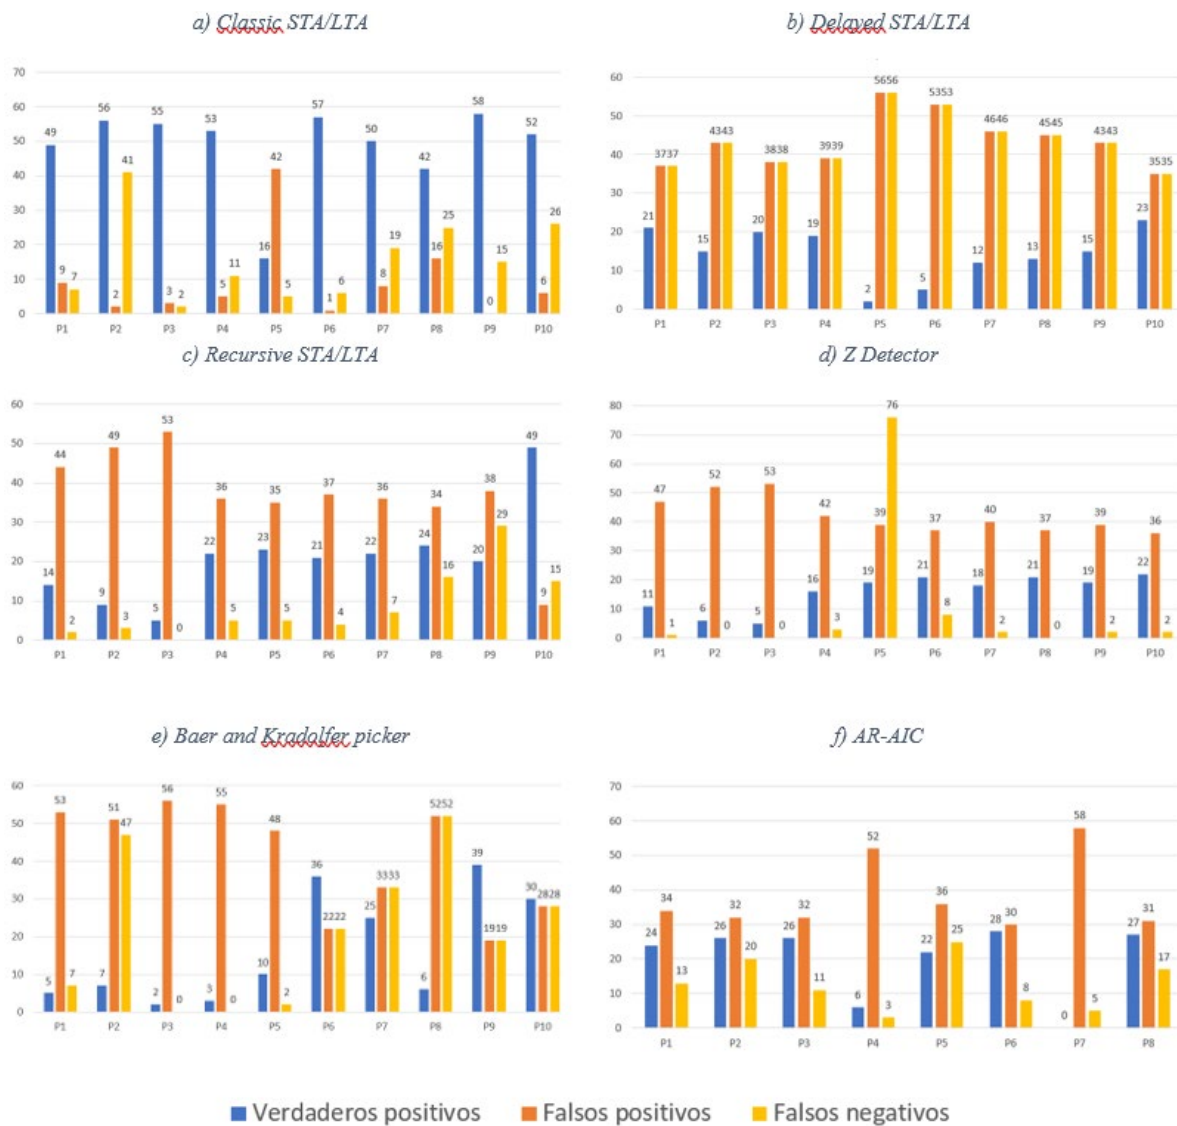 a) Classic STA/LTA
70
60
50
40
30
20
10
0
49 9 7 56 2 41 55 3 2 53 5 11 16 42 5 57 1 6 50 8 19 42 16 25 58 0 15 52 6 26
P1 P2 P3 P4 P5 P6 P7 P8 P9 P10
b) Delayed STA/LTA
60
50
40
30
20
10
0
21 3737 15 4343 20 3838 19 3939 2 5656 5 5353 12 4646 13 4545 15 4343 23 3535
P1 P2 P3 P4 P5 P6 P7 P8 P9 P10
c) Recursive STA/LTA
60
50
40
30
20
10
0
14 44 2 9 49 3 5 53 0 22 36 5 23 35 5 21 37 4 22 36 7 24 34 16 20 38 29 49 9 15
P1 P2 P3 P4 P5 P6 P7 P8 P9 P10
d) Z Detector
80
70
60
50
40
30
20
10
0
11 47 1 6 52 0 5 53 0 16 42 3 19 39 76 21 37 8 18 40 2 21 37 0 19 39 2 22 36 2
P1 P2 P3 P4 P5 P6 P7 P8 P9 P10
e) Baer and Kradolfer picker
60
50
40
30
20
10
0
5 53 7 7 51 47 2 56 0 3 55 0 10 48 2 36 2222 25 3333 6 5252 39 1919 30 2828
P1 P2 P3 P4 P5 P6 P7 P8 P9 P10
f) AR-AIC
70
60
50
40
30
20
10
0
24 34 13 26 32 20 26 32 11 6 52 3 22 36 25 28 30 8 0 58 5 27 31 17
P1 P2 P3 P4 P5 P6 P7 P8
Verdaderos positivos Falsos positivos Falsos negativos